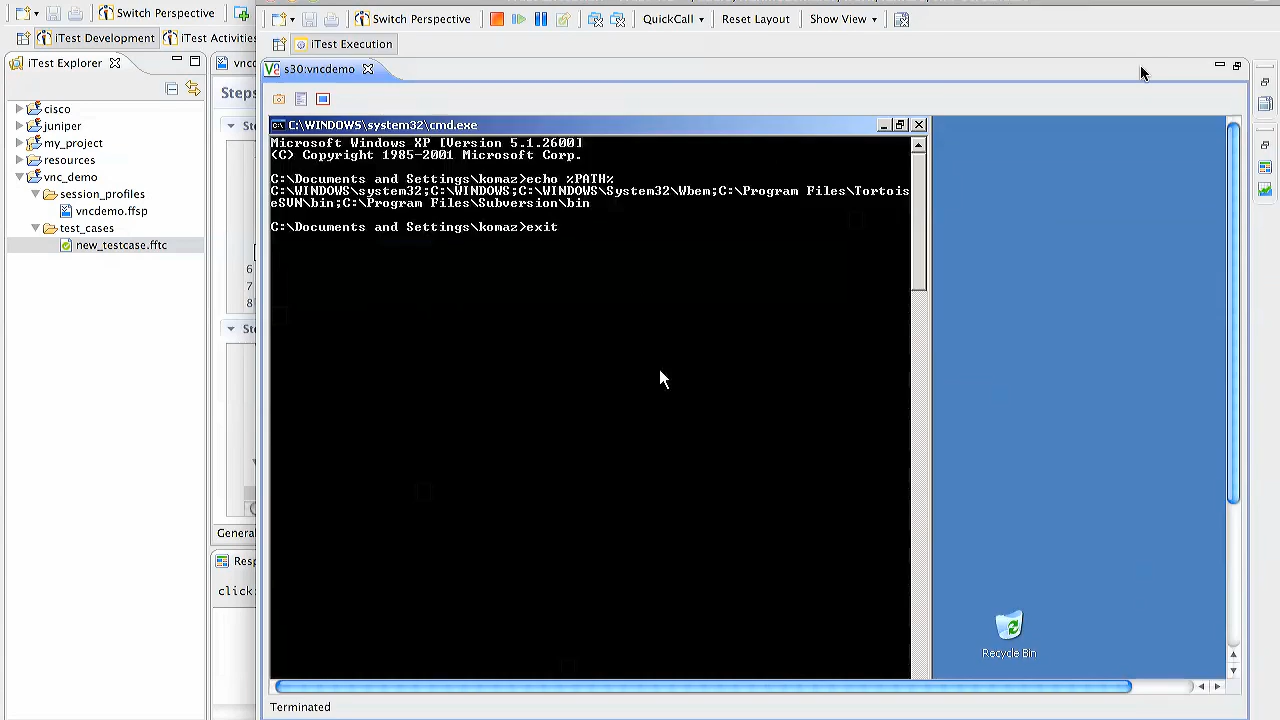 Switch Perspective
iTest Development
iTest Activities
iTest Explorer
cisco
juniper
my_project
resources
vnc_demo
session_profiles
vncdemo.ffsp
test_cases
new_testcase.fftc
Steps
6
7
8
General
click:
Switch Perspective
QuickCall
Reset Layout
Show View
iTest Execution
s30:vncdemo
C:\WINDOWS\system32\cmd.exe
Microsoft Windows XP [Version 5.1.2600]
(C) Copyright 1985-2001 Microsoft Corp.
C:\Documents and Settings\komaz>echo %PATH%
C:\WINDOWS\system32;C:\WINDOWS;C:\WINDOWS\System32\Wbem;C:\Program Files\Tortois
eSVN\bin;C:\Program Files\Subversion\bin
C:\Documents and Settings\komaz>exit
Recycle Bin
Terminated